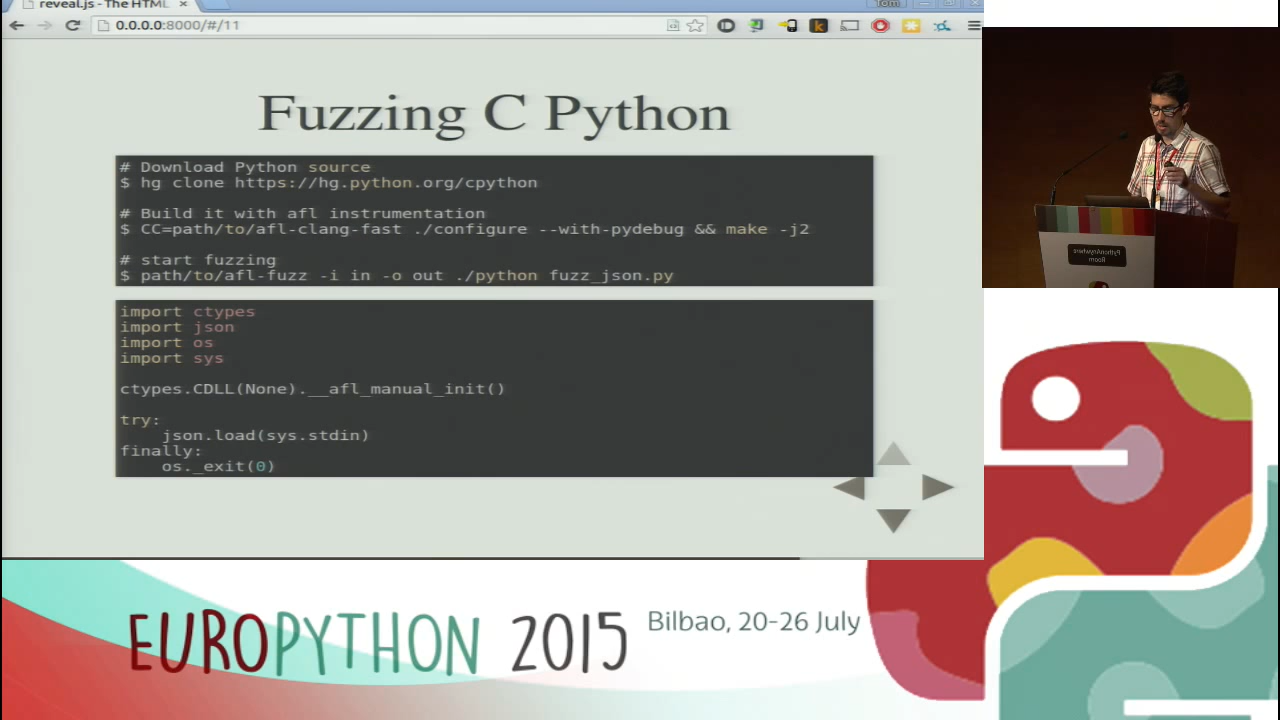 reveal.js - The HTML
Tom
0.0.0.0:8000/#/11
Fuzzing C Python
# Download Python source
$ hg clone https://hg.python.org/cpython
# Build it with afl instrumentation
$ CC=path/to/afl-clang-fast ./configure --with-pydebug && make -j2
# start fuzzing
$ path/to/afl-fuzz -i in -o out ./python fuzz_json.py
import ctypes
import json
import os
import sys
ctypes.CDLL(None).__afl_manual_init()
try:
json.load(sys.stdin)
finally:
os._exit(0)
PythonAnywhere
Room
EUROPYTHON 2015
Bilbao, 20-26 July